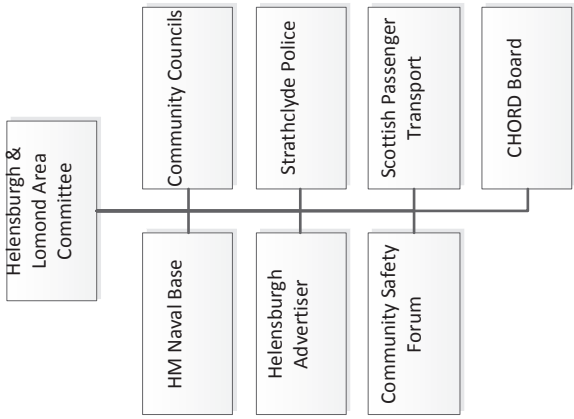 Helensburgh &
Lomond Area
Committee
HM Naval Base
Community Councils
Helensburgh
Advertiser
Strathclyde Police
Community Safety
Forum
Scottish Passenger
Transport
CHORD Board